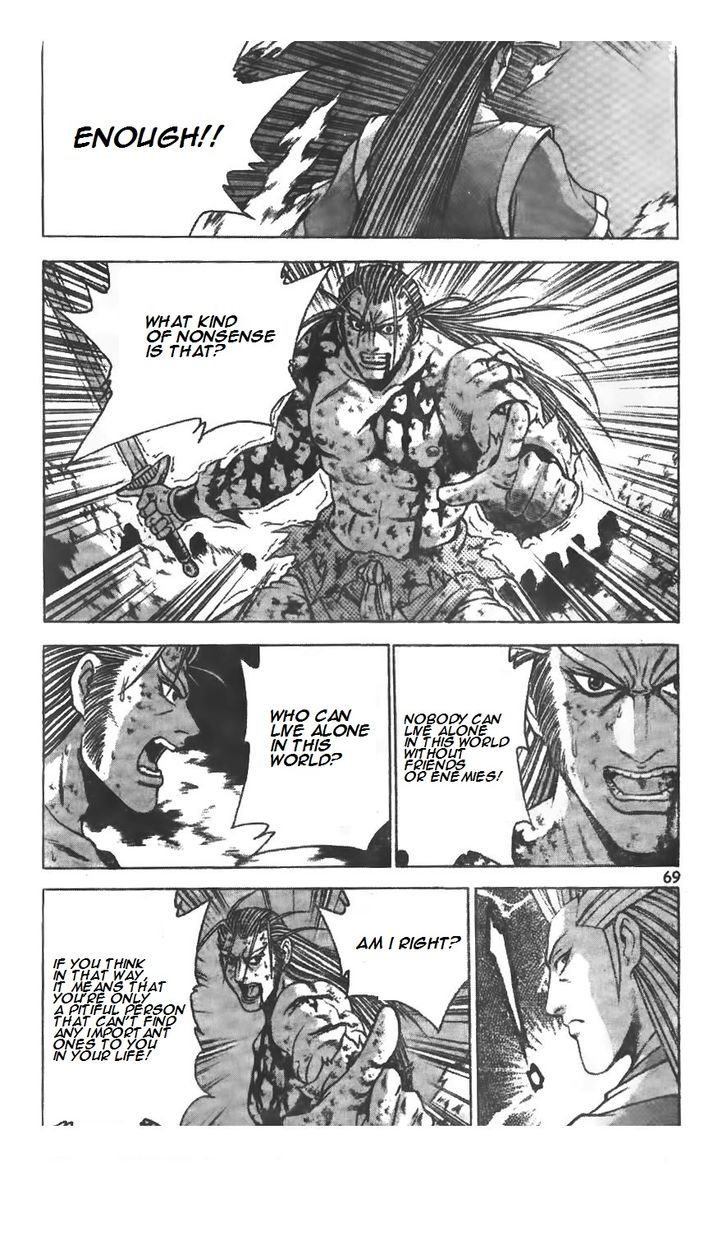 ENOUGH!!
WHAT KIND
OF NONSENSE
IS THAT?
WHO CAN
LIVE ALONE
IN THIS
WORLD?
NOBODY CAN
LIVE ALONE
IN THIS WORLD
WITHOUT
FRIENDS
OR ENEMIES!
69
IF YOU THINK
IN THAT WAY,
IT MEANS THAT
YOU'RE ONLY
A PITIFUL PERSON
THAT CAN'T FIND
ANY IMPORTANT
ONES TO YOU
IN YOUR LIFE!
AM I RIGHT?